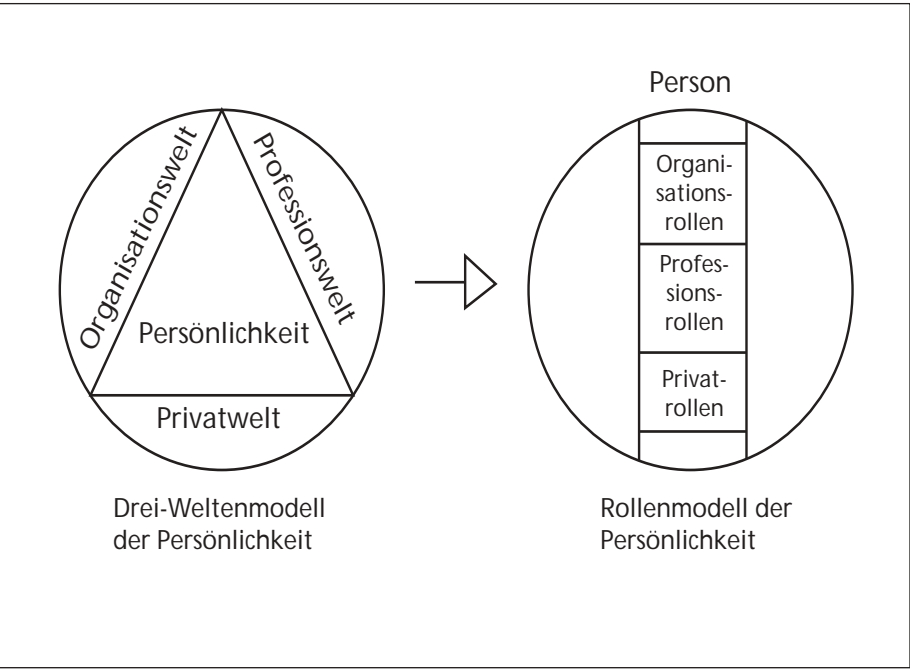 Organisationswelt
Professionswelt
Persönlichkeit
Privatwelt
Drei-Weltenmodell
der Persönlichkeit
Person
Organi-
sations-
rollen
Profes-
sions-
rollen
Privat-
rollen
Rollenmodell der
Persönlichkeit